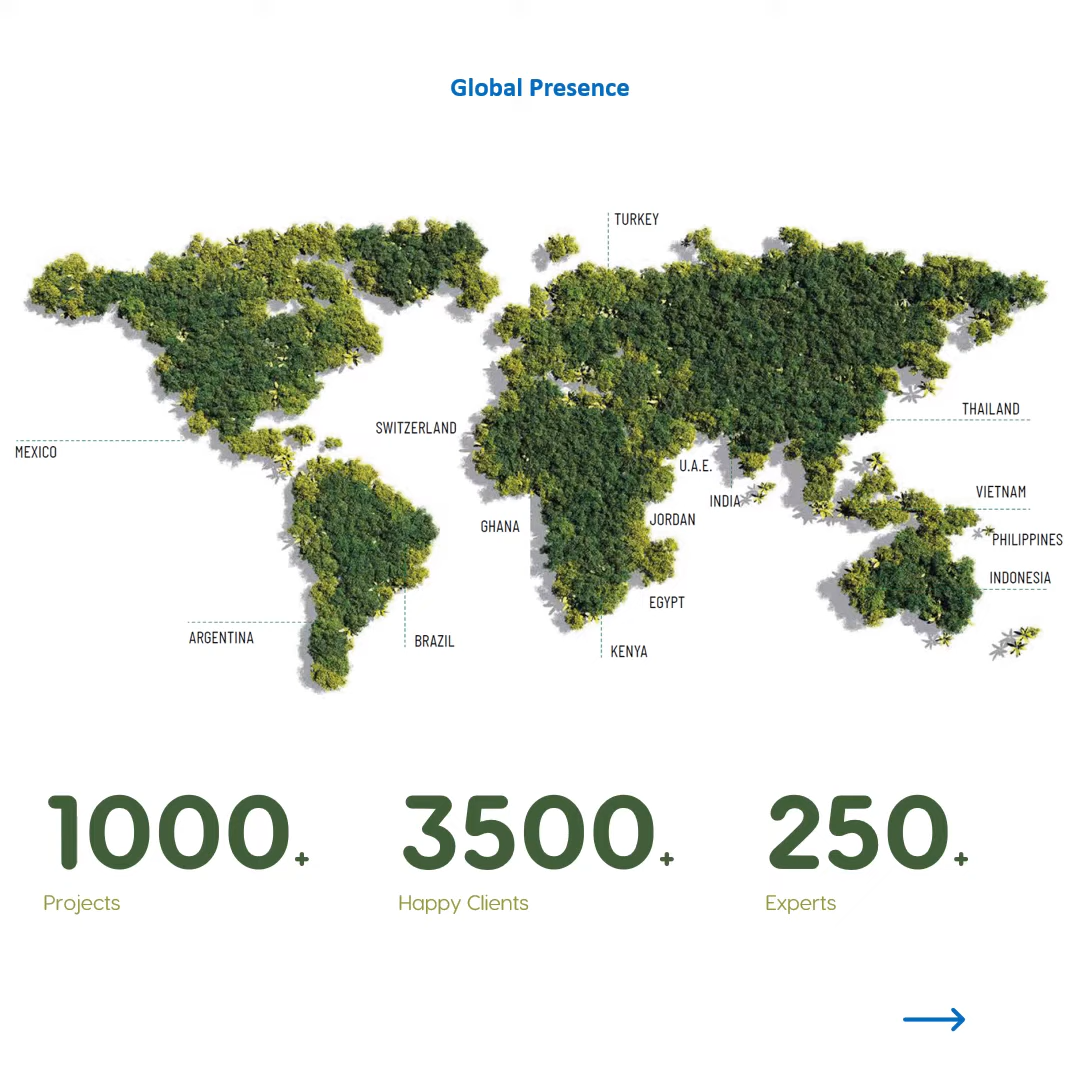 Global Presence
TURKEY
THAILAND
SWITZERLAND
MEXICO
U.A.E.
INDIA
VIETNAM
GHANA
JORDAN
PHILIPPINES
INDONESIA
EGYPT
ARGENTINA
BRAZIL
KENYA
1000+
3500+
250+
Projects
Happy Clients
Experts